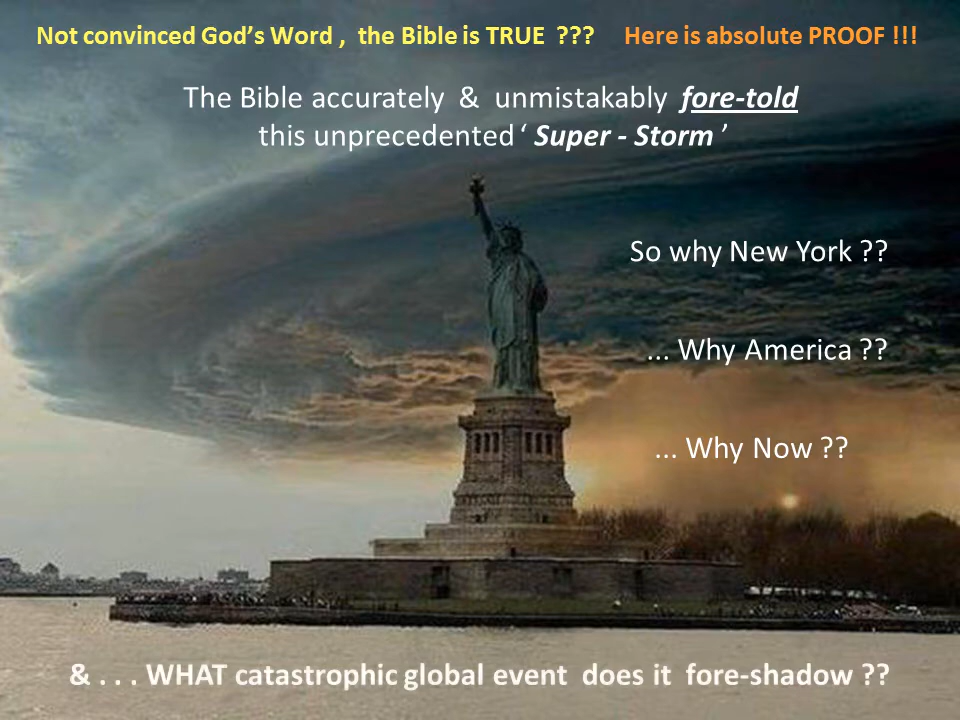 Not convinced God's Word , the Bible is TRUE ??? Here is absolute PROOF !!!
The Bible accurately & unmistakably fore-told
this unprecedented ‘ Super - Storm ’
So why New York ??
... Why America ??
... Why Now ??
& . . . WHAT catastrophic global event does it fore-shadow ??